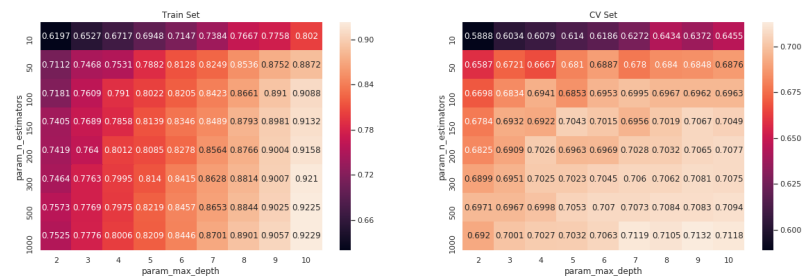 Train Set
CV Set
10 0.6197 0.6527 0.6717 0.6948 0.7147 0.7384 0.7667 0.7758 0.802
50 0.7112 0.7468 0.7531 0.7882 0.8128 0.8249 0.8536 0.8752 0.8872
100 0.7181 0.7609 0.791 0.8022 0.8205 0.8423 0.8661 0.891 0.9088
150 0.7405 0.7689 0.7858 0.8139 0.8346 0.8489 0.8793 0.8981 0.9132
200 0.7419 0.764 0.8012 0.8085 0.8278 0.8564 0.8766 0.9004 0.9158
300 0.7464 0.7763 0.7995 0.814 0.8415 0.8628 0.8814 0.9007 0.921
500 0.7573 0.7769 0.7975 0.8219 0.8457 0.8653 0.8844 0.9025 0.9225
1000 0.7525 0.7776 0.8006 0.8209 0.8446 0.8701 0.8901 0.9057 0.9229
2 3 4 5 6 7 8 9 10
param_max_depth
param_n_estimators
0.90
0.84
0.78
0.72
0.66
10 0.5888 0.6034 0.6079 0.614 0.6186 0.6272 0.6434 0.6372 0.6455
50 0.6587 0.6721 0.6667 0.681 0.6887 0.678 0.684 0.6848 0.6876
100 0.6698 0.6834 0.6941 0.6853 0.6953 0.6995 0.6967 0.6962 0.6963
150 0.6784 0.6932 0.6922 0.7043 0.7015 0.6956 0.7019 0.7067 0.7049
200 0.6825 0.6909 0.7026 0.6963 0.6969 0.7028 0.7032 0.7065 0.7077
300 0.6899 0.6951 0.7025 0.7023 0.7045 0.706 0.7062 0.7081 0.7075
500 0.6971 0.6967 0.6998 0.7053 0.707 0.7073 0.7084 0.7083 0.7094
1000 0.692 0.7001 0.7027 0.7032 0.7063 0.7119 0.7105 0.7132 0.7118
2 3 4 5 6 7 8 9 10
param_max_depth
param_n_estimators
0.700
0.675
0.650
0.625
0.600